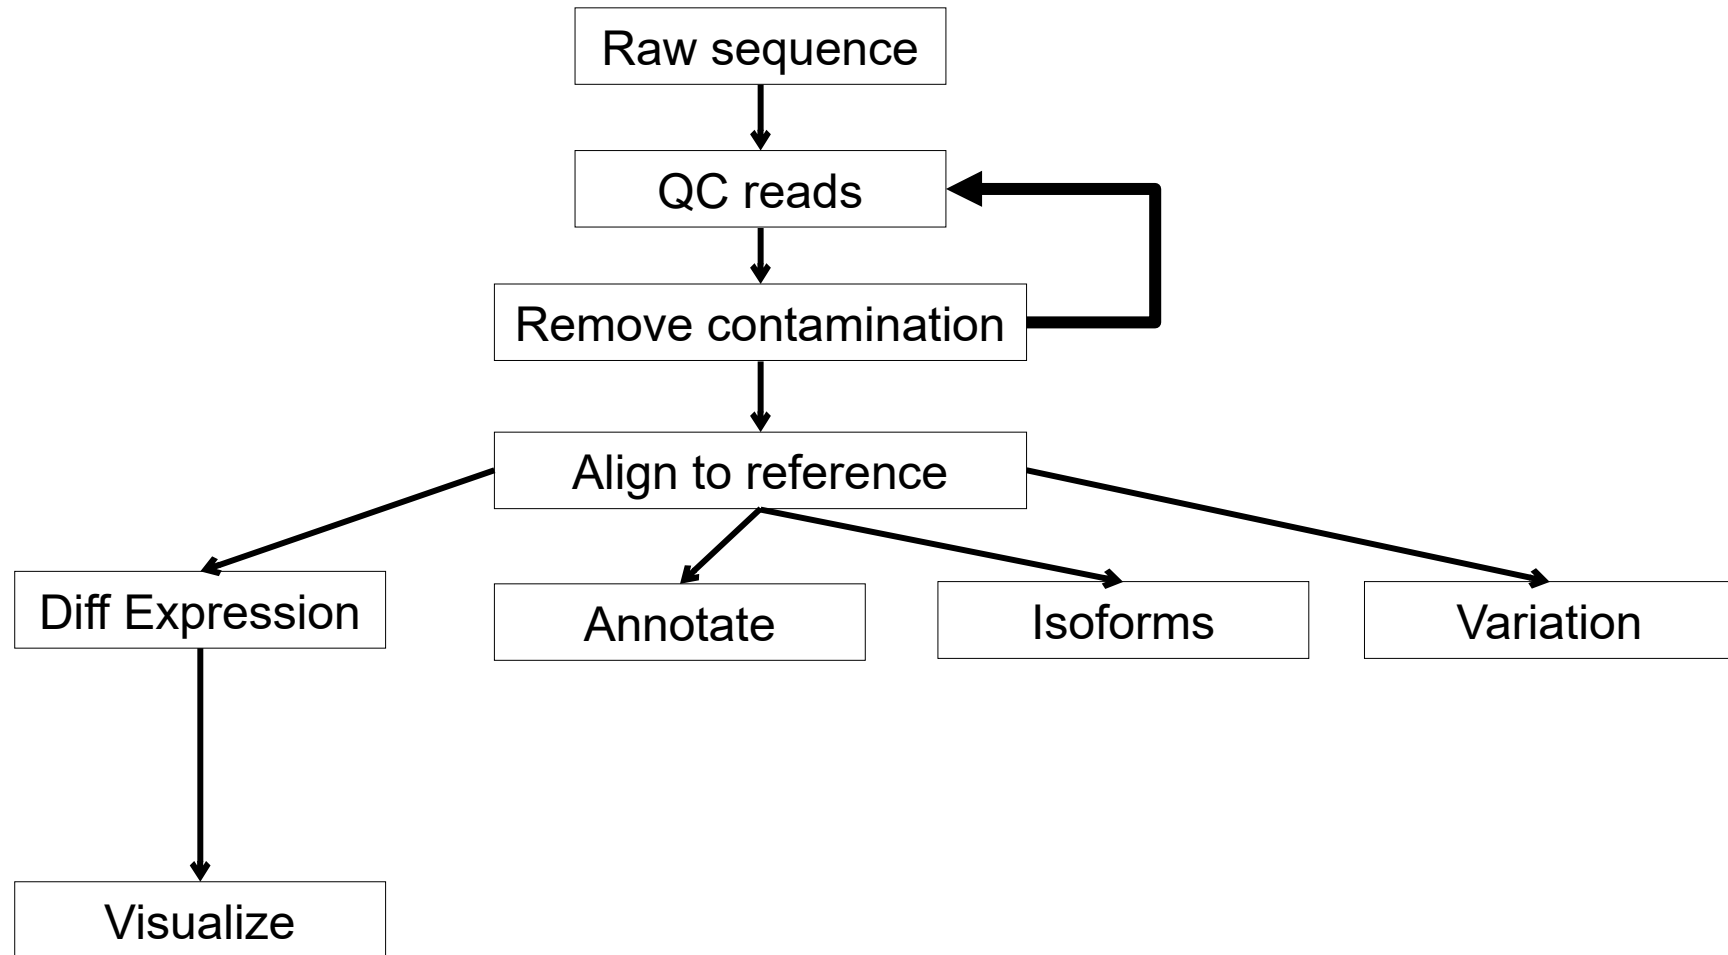 Raw sequence
QC reads
Remove contamination
Align to reference
Diff Expression
Annotate
Isoforms
Variation
Visualize